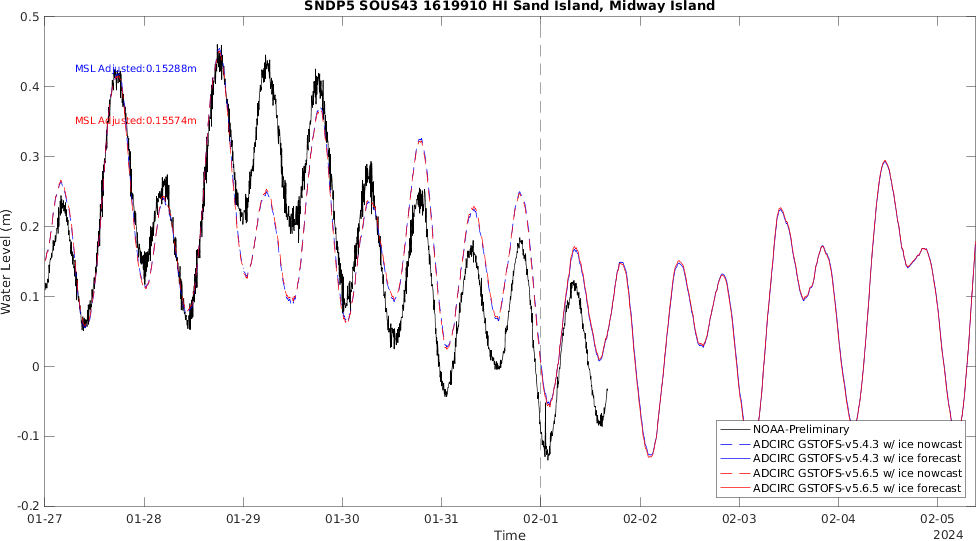 SNDP5 SOUS43 1619910 HI Sand Island, Midway Island
0.5
MSL Adjusted:0.15288m
0.4
MSL Adjusted:0.15574m
0.3
0.2
0.1
0
-0.1
-0.2
Water Level (m)
NOAA-Preliminary
ADCIRC GSTOFS-v5.4.3 w/ ice nowcast
ADCIRC GSTOFS-v5.4.3 w/ ice forecast
ADCIRC GSTOFS-v5.6.5 w/ ice nowcast
ADCIRC GSTOFS-v5.6.5 w/ ice forecast
01-27 01-28 01-29 01-30 01-31 02-01 02-02 02-03 02-04 02-05
2024
Time